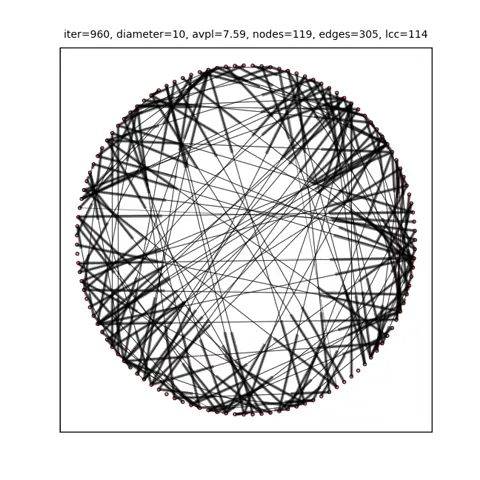 iter=960, diameter=10, avpl=7.59, nodes=119, edges=305, lcc=114